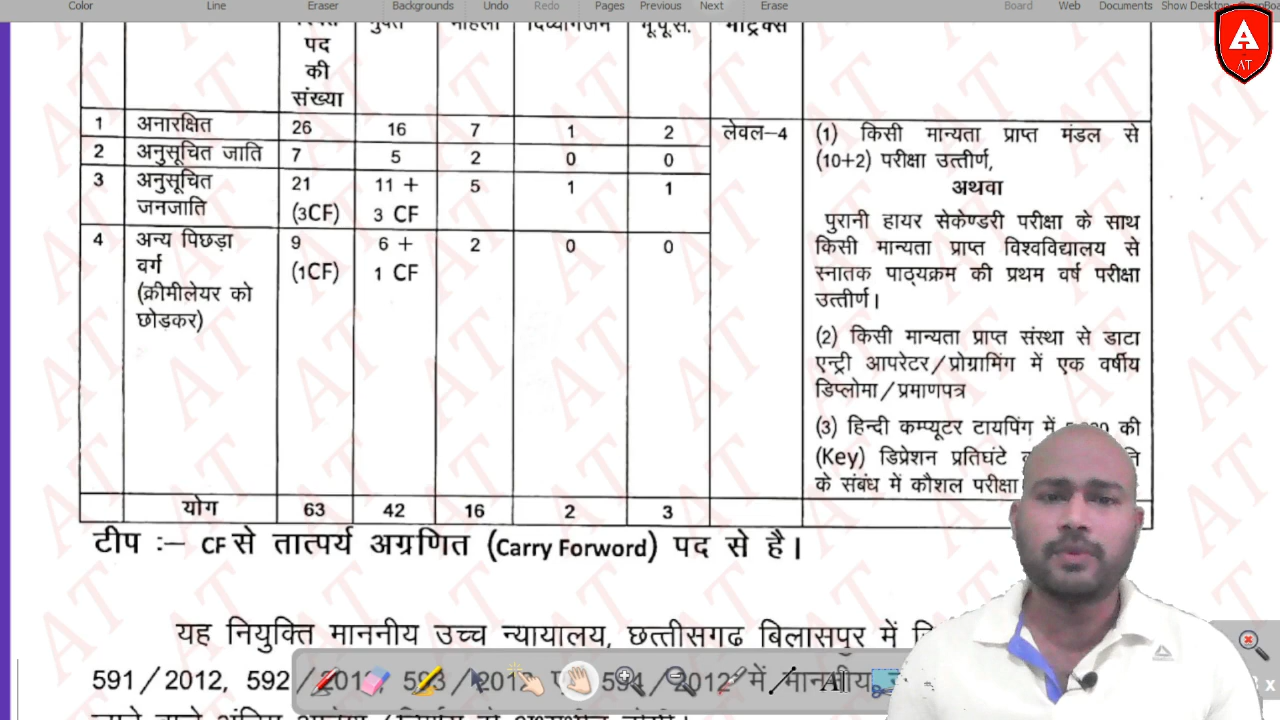 Color Line Eraser Backgrounds Undo Redo Pages Previous Next Erase Board Web Documents Show Desktop
पद
की
संख्या
मुक्त महिला दिव्यांगजन भू.पू.सै. मैट्रिक्स
1 अनारक्षित 26 16 7 1 2 लेवल–4
2 अनुसूचित जाति 7 5 2 0 0
3 अनुसूचित जनजाति 21 (3CF) 11 + 3 CF 5 1 1
4 अन्य पिछड़ा वर्ग (क्रीमीलेयर को छोडकर) 9 (1CF) 6 + 1 CF 2 0 0
(1) किसी मान्यता प्राप्त मंडल से
(10+2) परीक्षा उत्तीर्ण,
अथवा
पुरानी हायर सेकेण्डरी परीक्षा के साथ
किसी मान्यता प्राप्त विश्वविद्यालय से
स्नातक पाठ्यक्रम की प्रथम वर्ष परीक्षा
उत्तीर्ण।
(2) किसी मान्यता प्राप्त संस्था से डाटा
एन्ट्री आपरेटर/प्रोग्रामिंग में एक वर्षीय
डिप्लोमा/प्रमाणपत्र
(3) हिन्दी कम्प्यूटर टायपिंग में की
(Key) डिप्रेशन प्रतिघंटे
के संबंध में कौशल परीक्षा
योग 63 42 16 2 3
टीप :– CF से तात्पर्य अग्रणित (Carry Forword) पद से है।
यह नियुक्ति माननीय उच्च न्यायालय, छत्तीसगढ बिलासपुर में
591/2012, 592 में माननीय
AT